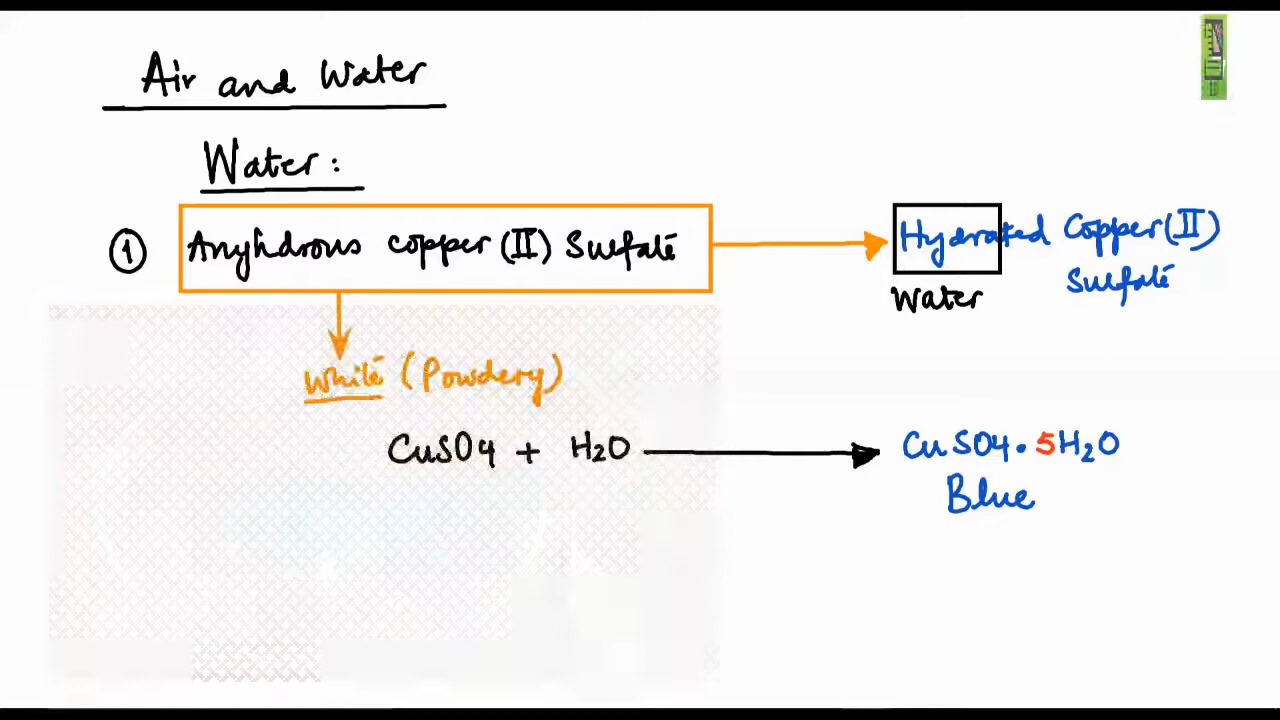 Air and Water
Water:
① Anyhdrous copper (II) Sulfate
Hydrated Copper (II)
Sulfate
Water
White (Powdery)
CuSO4 + H2O
CuSO4.5H2O
Blue